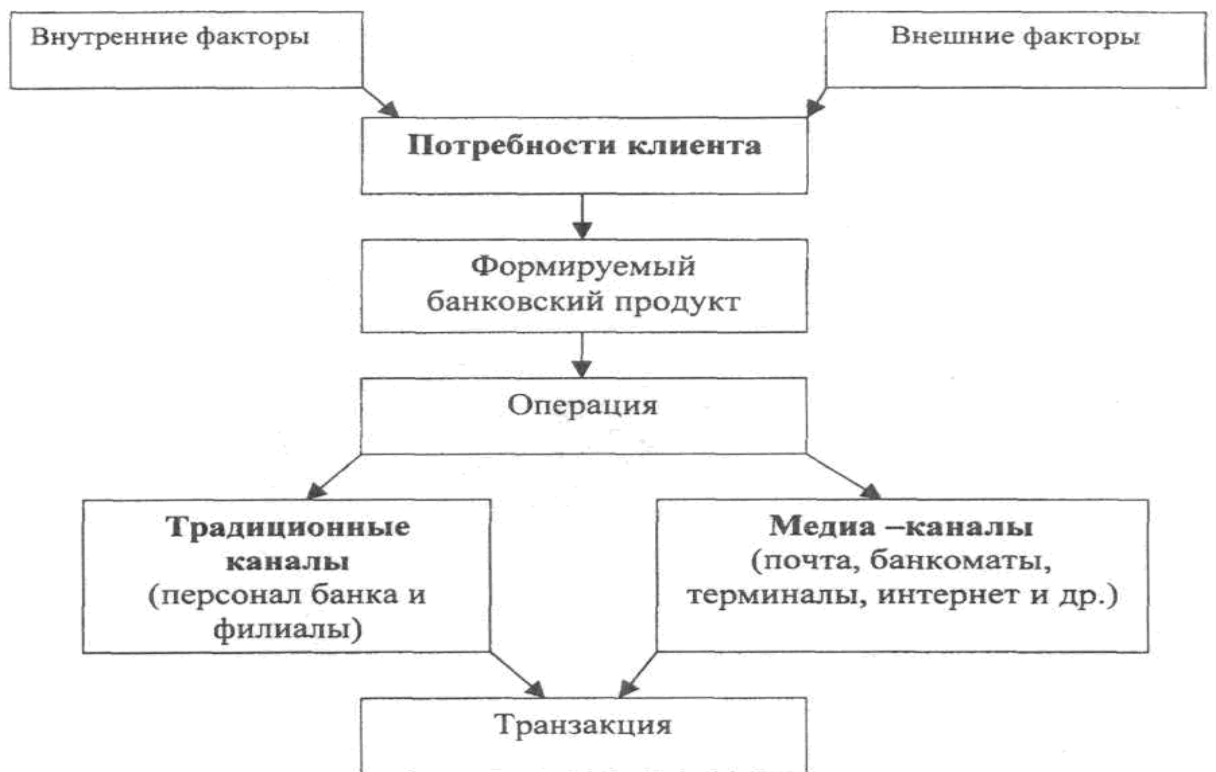 Внутренние факторы
Внешние факторы
Потребности клиента
Формируемый
банковский продукт
Операция
Традиционные
каналы
(персонал банка и
филиалы)
Медиа –каналы
(почта, банкоматы,
терминалы, интернет и др.)
Транзакция